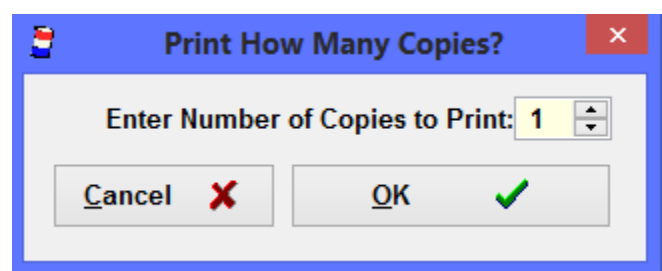 Print How Many Copies?
Enter Number of Copies to Print: 1
Cancel OK